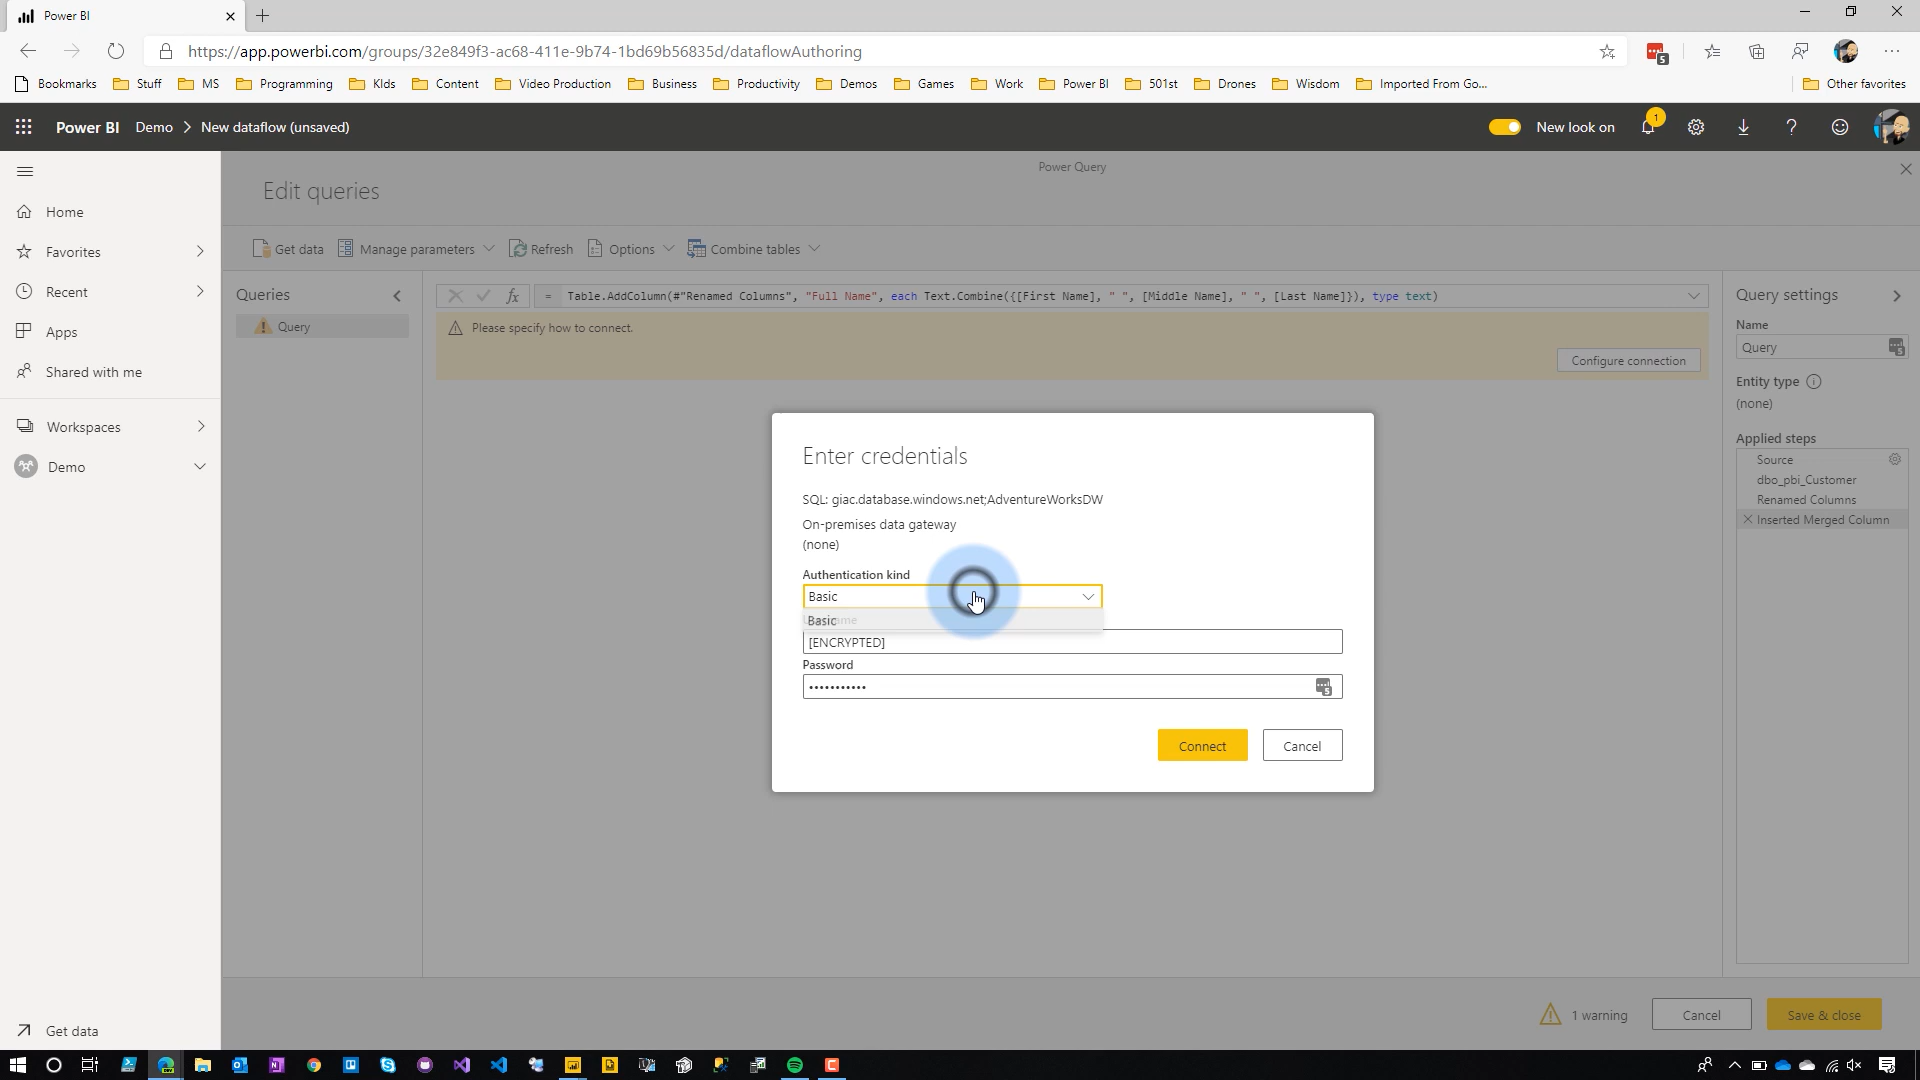 Power BI
https://app.powerbi.com/groups/32e849f3-ac68-411e-9b74-1bd69b56835d/dataflowAuthoring
5
Bookmarks Stuff MS Programming KIds Content Video Production Business Productivity Demos Games Work Power BI 501st Drones Wisdom Imported From Go... Other favorites
Power BI Demo > New dataflow (unsaved) New look on 1 ?
Power Query
Edit queries
Home
Favorites
Recent
Apps
Shared with me
Workspaces
Demo
Get data
Get data Manage parameters Refresh Options Combine tables
Queries
Query
fx = Table.AddColumn(#"Renamed Columns", "Full Name", each Text.Combine({[First Name], " ", [Middle Name], " ", [Last Name]}), type text)
Please specify how to connect.
Configure connection
Query settings
Name
Query
5
Entity type
(none)
Applied steps
Source
dbo_pbi_Customer
Renamed Columns
Inserted Merged Column
Enter credentials
SQL: giac.database.windows.net;AdventureWorksDW
On-premises data gateway
(none)
Authentication kind
Basic
Basic
[ENCRYPTED]
Password
•••••••••••
5
Connect Cancel
1 warning Cancel Save & close